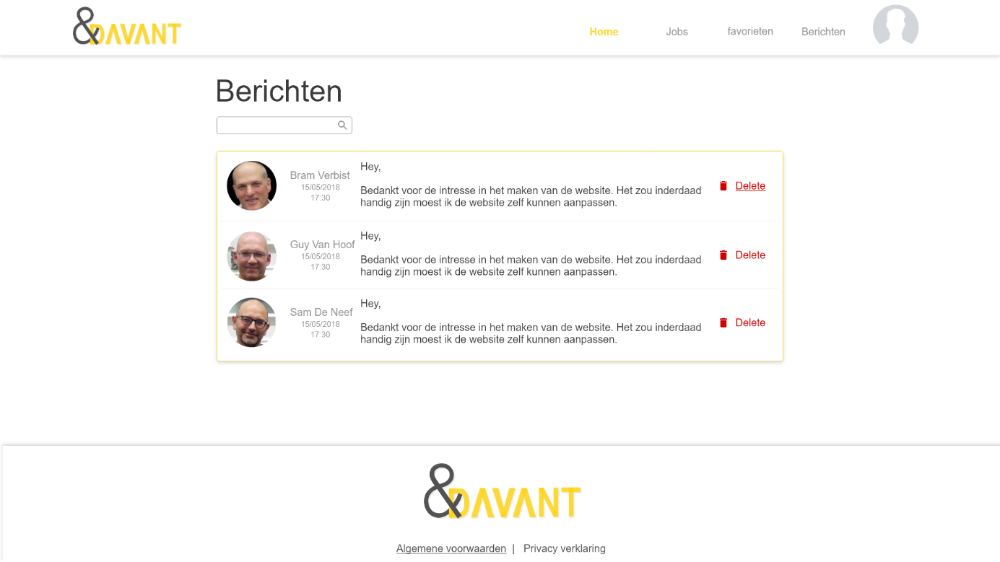 &DAVANT
Home
Jobs
favorieten
Berichten
Berichten
Bram Verbist
15/05/2018
17:30
Hey,
Bedankt voor de intresse in het maken van de website. Het zou inderdaad
handig zijn moest ik de website zelf kunnen aanpassen.
Delete
Guy Van Hoof
15/05/2018
17:30
Hey,
Bedankt voor de intresse in het maken van de website. Het zou inderdaad
handig zijn moest ik de website zelf kunnen aanpassen.
Delete
Sam De Neef
15/05/2018
17:30
Hey,
Bedankt voor de intresse in het maken van de website. Het zou inderdaad
handig zijn moest ik de website zelf kunnen aanpassen.
Delete
&DAVANT
Algemene voorwaarden | Privacy verklaring